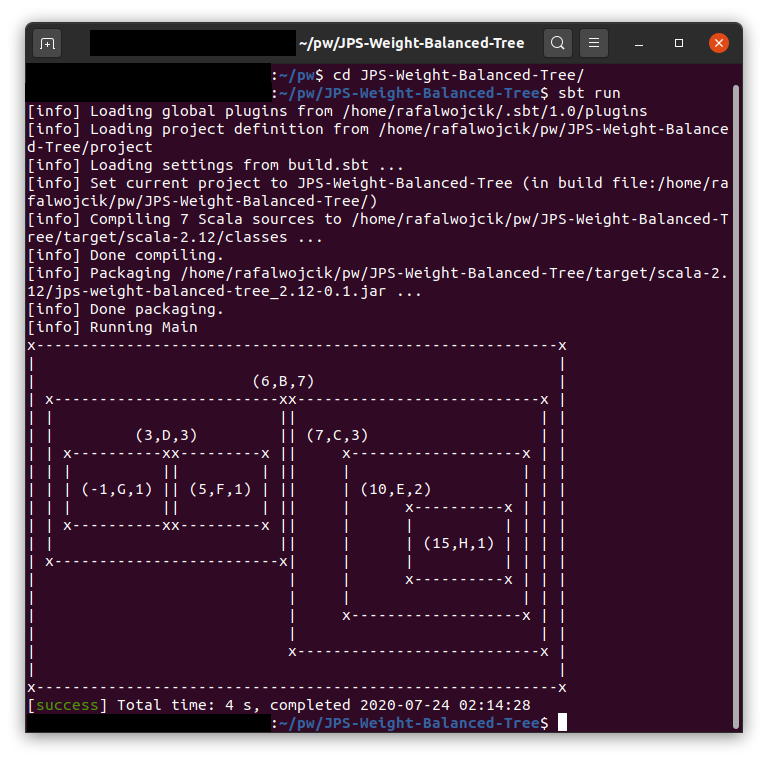 ~/pw/JPS-Weight-Balanced-Tree
:~/pw$ cd JPS-Weight-Balanced-Tree/
:~/pw/JPS-Weight-Balanced-Tree$ sbt run
[info] Loading global plugins from /home/rafalwojcik/.sbt/1.0/plugins
[info] Loading project definition from /home/rafalwojcik/pw/JPS-Weight-Balance
d-Tree/project
[info] Loading settings from build.sbt ...
[info] Set current project to JPS-Weight-Balanced-Tree (in build file:/home/ra
falwojcik/pw/JPS-Weight-Balanced-Tree/)
[info] Compiling 7 Scala sources to /home/rafalwojcik/pw/JPS-Weight-Balanced-T
ree/target/scala-2.12/classes ...
[info] Done compiling.
[info] Packaging /home/rafalwojcik/pw/JPS-Weight-Balanced-Tree/target/scala-2.
12/jps-weight-balanced-tree_2.12-0.1.jar ...
[info] Done packaging.
[info] Running Main
x----------------------------------------------------------x
|                                                          |
|                        (6,B,7)                           |
| x-------------------------xx---------------------------x |
| |                         ||                           | |
| |         (3,D,3)         || (7,C,3)                   | |
| | x----------xx---------x ||     x-------------------x | |
| | |          ||         | ||     |                   | | |
| | | (-1,G,1) || (5,F,1) | ||     | (10,E,2)          | | |
| | |          ||         | ||     |      x----------x | | |
| | x----------xx---------x ||     |      |          | | | |
| |                         ||     |      | (15,H,1) | | | |
| x-------------------------x|     |      |          | | | |
|                            |     |      x----------x | | |
|                            |     |                   | | |
|                            |     x-------------------x | |
|                            |                           | |
|                            x---------------------------x |
|                                                          |
x----------------------------------------------------------x
[success] Total time: 4 s, completed 2020-07-24 02:14:28
:~/pw/JPS-Weight-Balanced-Tree$